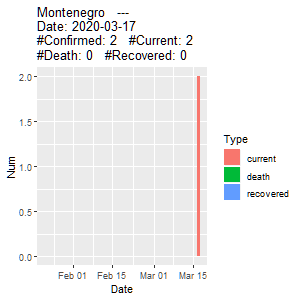 Montenegro --- 
Date: 2020-03-17
#Confirmed: 2 #Current: 2
#Death: 0 #Recovered: 0
2.0
1.5
1.0
0.5
0.0
Num
Feb 01 Feb 15 Mar 01 Mar 15
Date
Type
current
death
recovered